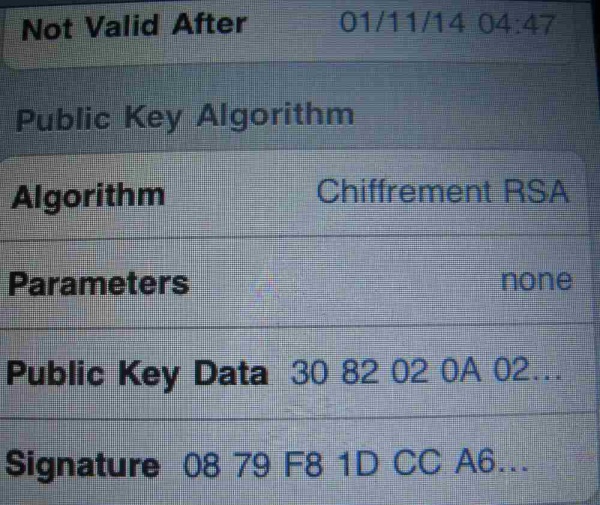 Not Valid After 01/11/14 04:47
Public Key Algorithm
Algorithm Chiffrement RSA
Parameters none
Public Key Data 30 82 02 0A 02...
Signature 08 79 F8 1D CC A6...